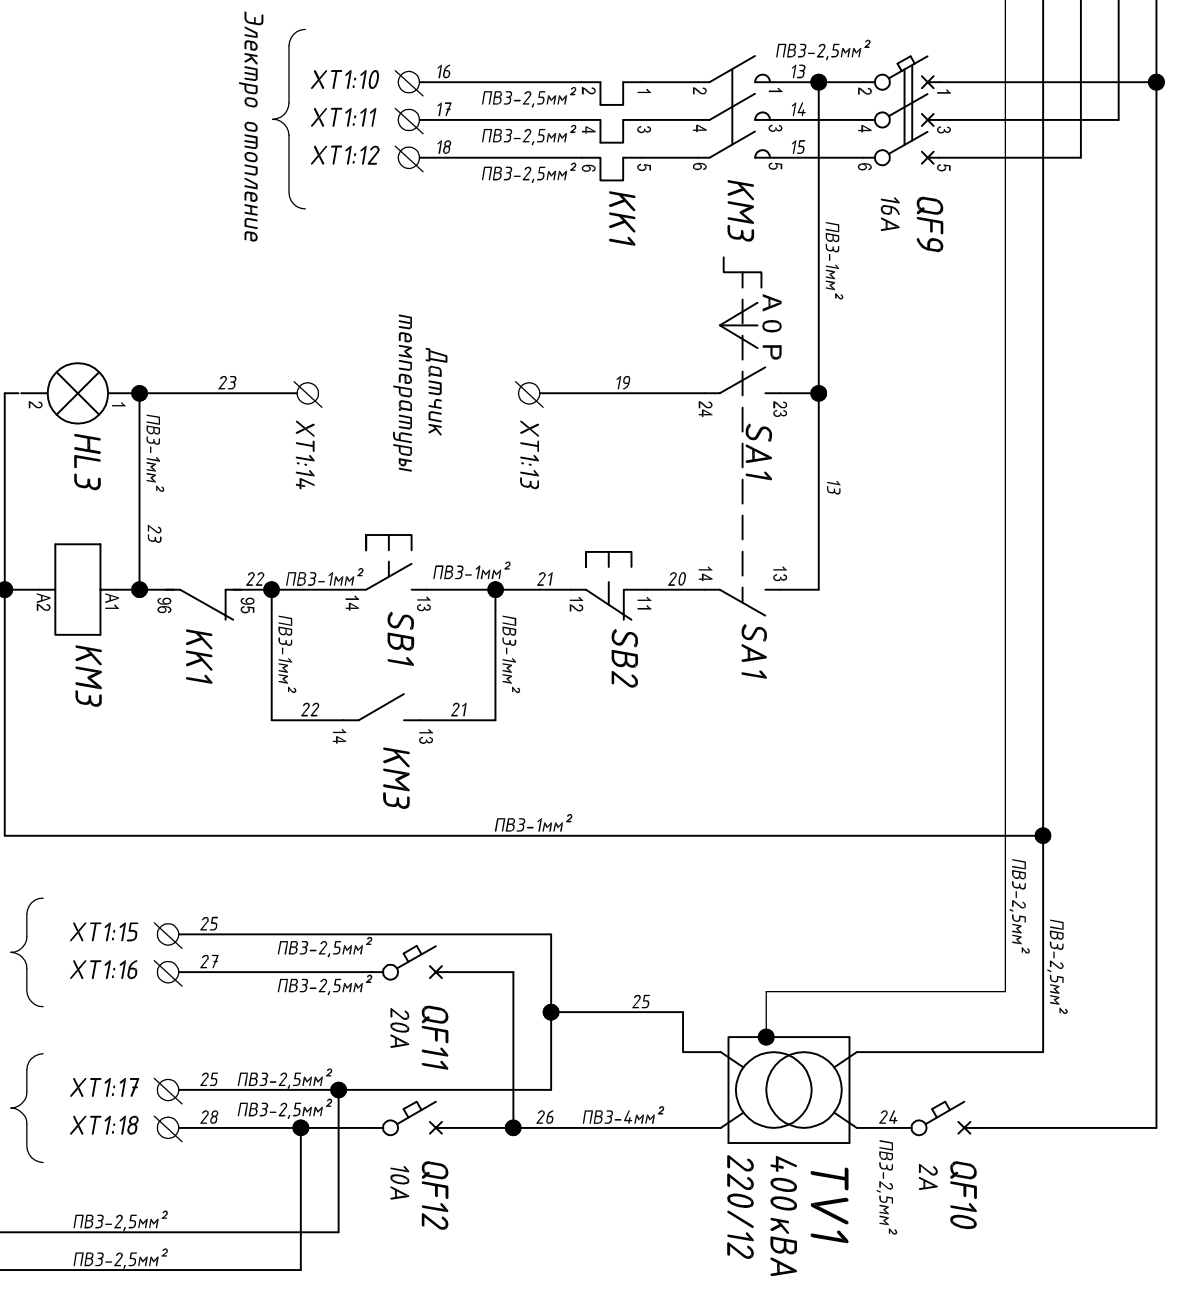 Электро отопление
XT1:10
16
ПВ3-2,5мм²
2
1
2
1
13
ПВ3-2,5мм²
2
1
XT1:11
17
ПВ3-2,5мм²
4
3
4
3
14
4
3
XT1:12
18
ПВ3-2,5мм²
6
5
6
5
15
6
5
KK1
KM3
QF9
16А
ПВ3-1мм²
А О Р
Датчик
температуры
23
XT1:14
XT1:13
19
24
23
SA1
13
2
1
HL3
ПВ3-1мм²
23
A2
A1
KM3
96
95
KK1
22
ПВ3-1мм²
14
13
SB1
ПВ3-1мм²
21
12
11
SB2
20
14
13
SA1
ПВ3-1мм²
ПВ3-1мм²
22
14
13
21
KM3
ПВ3-1мм²
ПВ3-2,5мм²
ПВ3-2,5мм²
XT1:15
25
ПВ3-2,5мм²
XT1:16
27
ПВ3-2,5мм²
QF11
20А
25
XT1:17
25
ПВ3-2,5мм²
XT1:18
28
ПВ3-2,5мм²
QF12
10А
26
ПВ3-4мм²
TV1
400кВА
220/12
24
ПВ3-2,5мм²
QF10
2А
ПВ3-2,5мм²
ПВ3-2,5мм²